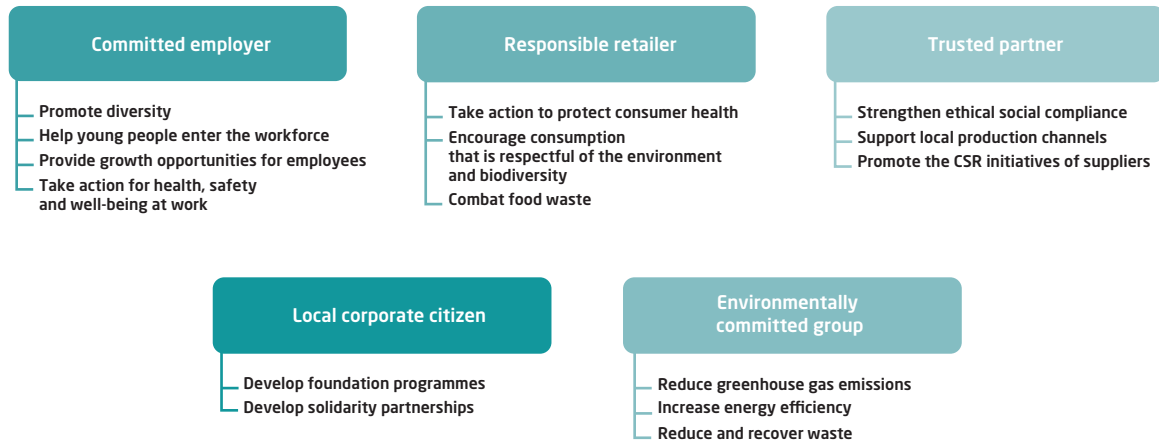 Committed employer
Promote diversity
Help young people enter the workforce
Provide growth opportunities for employees
Take action for health, safety
and well-being at work
Responsible retailer
Take action to protect consumer health
Encourage consumption
that is respectful of the environment
and biodiversity
Combat food waste
Trusted partner
Strengthen ethical social compliance
Support local production channels
Promote the CSR initiatives of suppliers
Local corporate citizen
Develop foundation programmes
Develop solidarity partnerships
Environmentally
committed group
Reduce greenhouse gas emissions
Increase energy efficiency
Reduce and recover waste